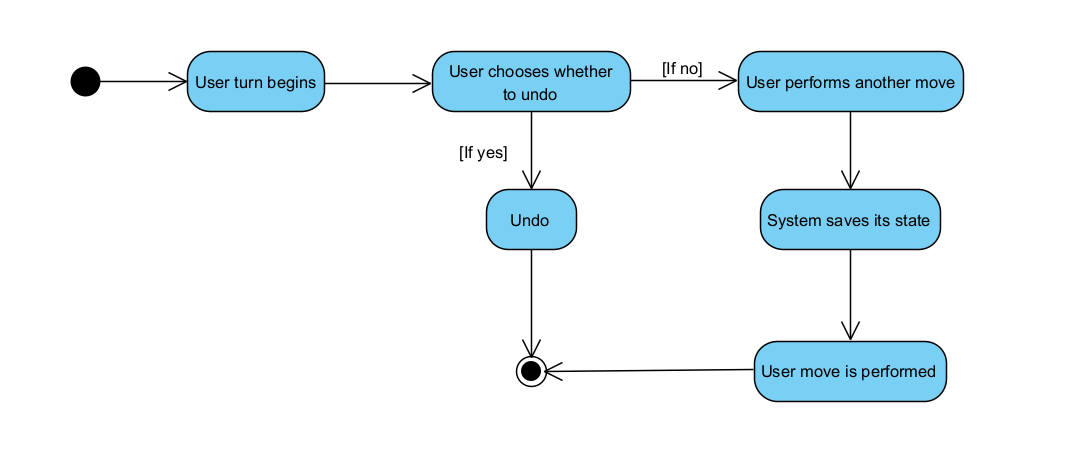 User turn begins
User chooses whether
to undo
[If no]
User performs another move
[If yes]
Undo
System saves its state
User move is performed